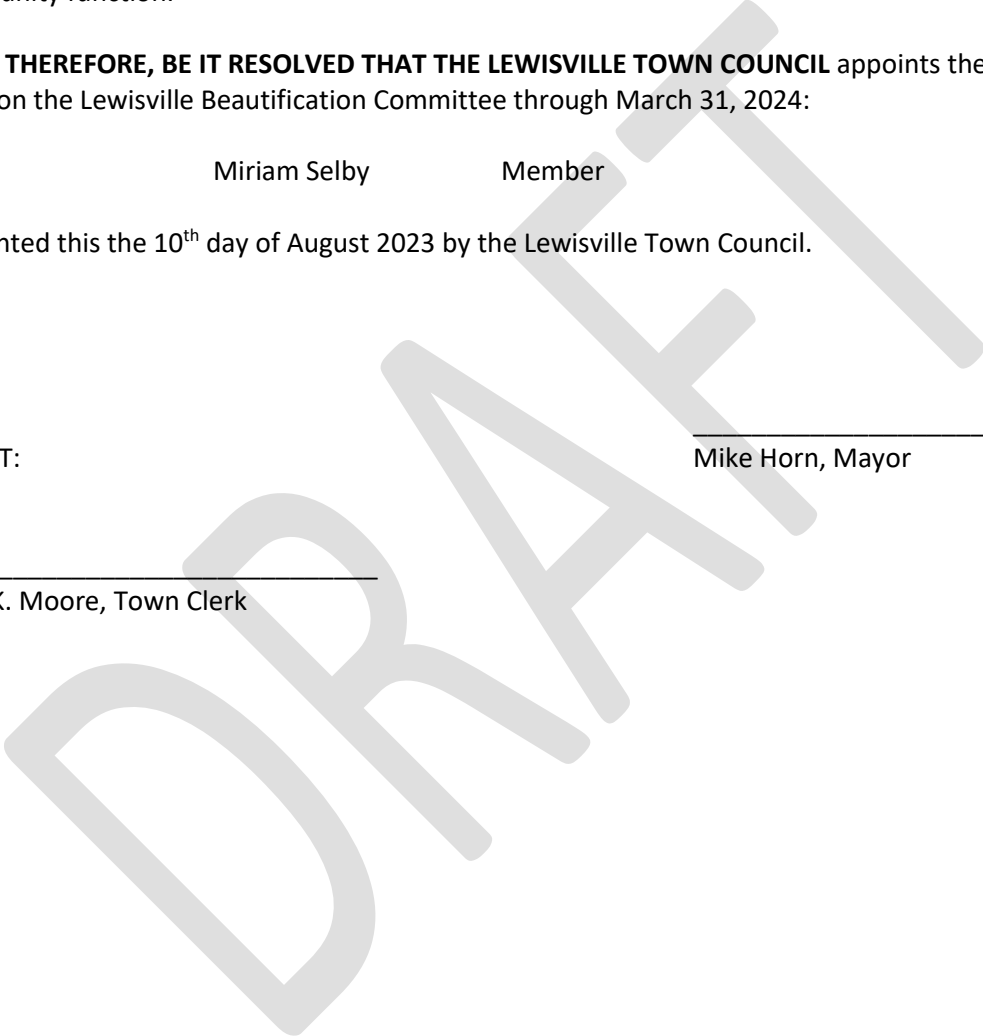 unity function.
THEREFORE, BE IT RESOLVED THAT THE LEWISVILLE TOWN COUNCIL appoints the
on the Lewisville Beautification Committee through March 31, 2024:
Miriam Selby Member
nted this the 10th day of August 2023 by the Lewisville Town Council.
T:
Mike Horn, Mayor
K. Moore, Town Clerk
DRAFT